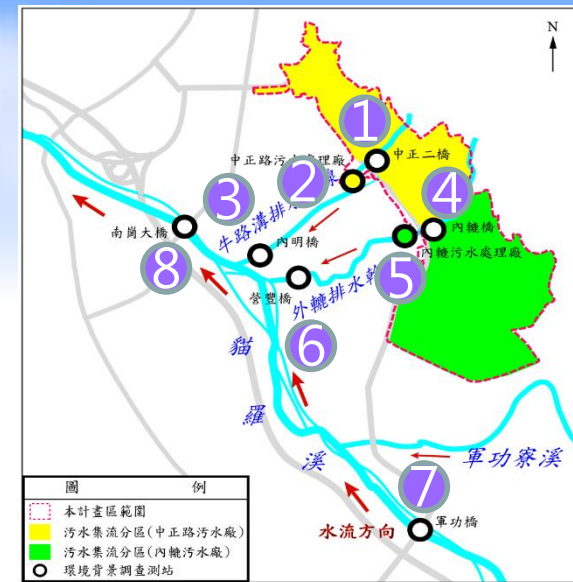 N
1
中正二橋
中正路污水處理廠
2
4
3
牛路溝排水
內轆橋
南崗大橋
內明橋
內轆污水處理廠
8
5
營豐橋
外轆排水幹
6
貓
羅
溪
軍功寮溪
7
水流方向
軍功橋
圖 例
本計畫區範圍
污水集流分區(中正路污水廠)
污水集流分區(內轆污水廠)
環境背景調查測站